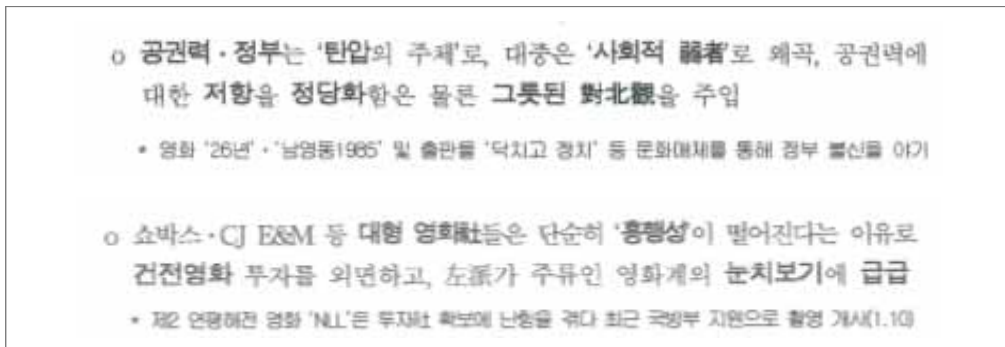 o 공권력·정부는 '탄압의 주체'로, 대중은 '사회적 弱者'로 왜곡, 공권력에
대한 저항을 정당화함은 물론 그릇된 對北觀을 주입
* 영화 '26년'·'남영동1985' 및 출판물 '닥치고 정치' 등 문화매체를 통해 정부 불신을 야기
o 쇼박스·CJ E&M 등 대형 영화社들은 단순히 '흥행성'이 떨어진다는 이유로
건전영화 투자를 외면하고, 左派가 주류인 영화계의 눈치보기에 급급
* 제2 연평해전 영화 'NLL'은 투자社 확보에 난항을 겪다 최근 국방부 지원으로 촬영 개시(1.10)